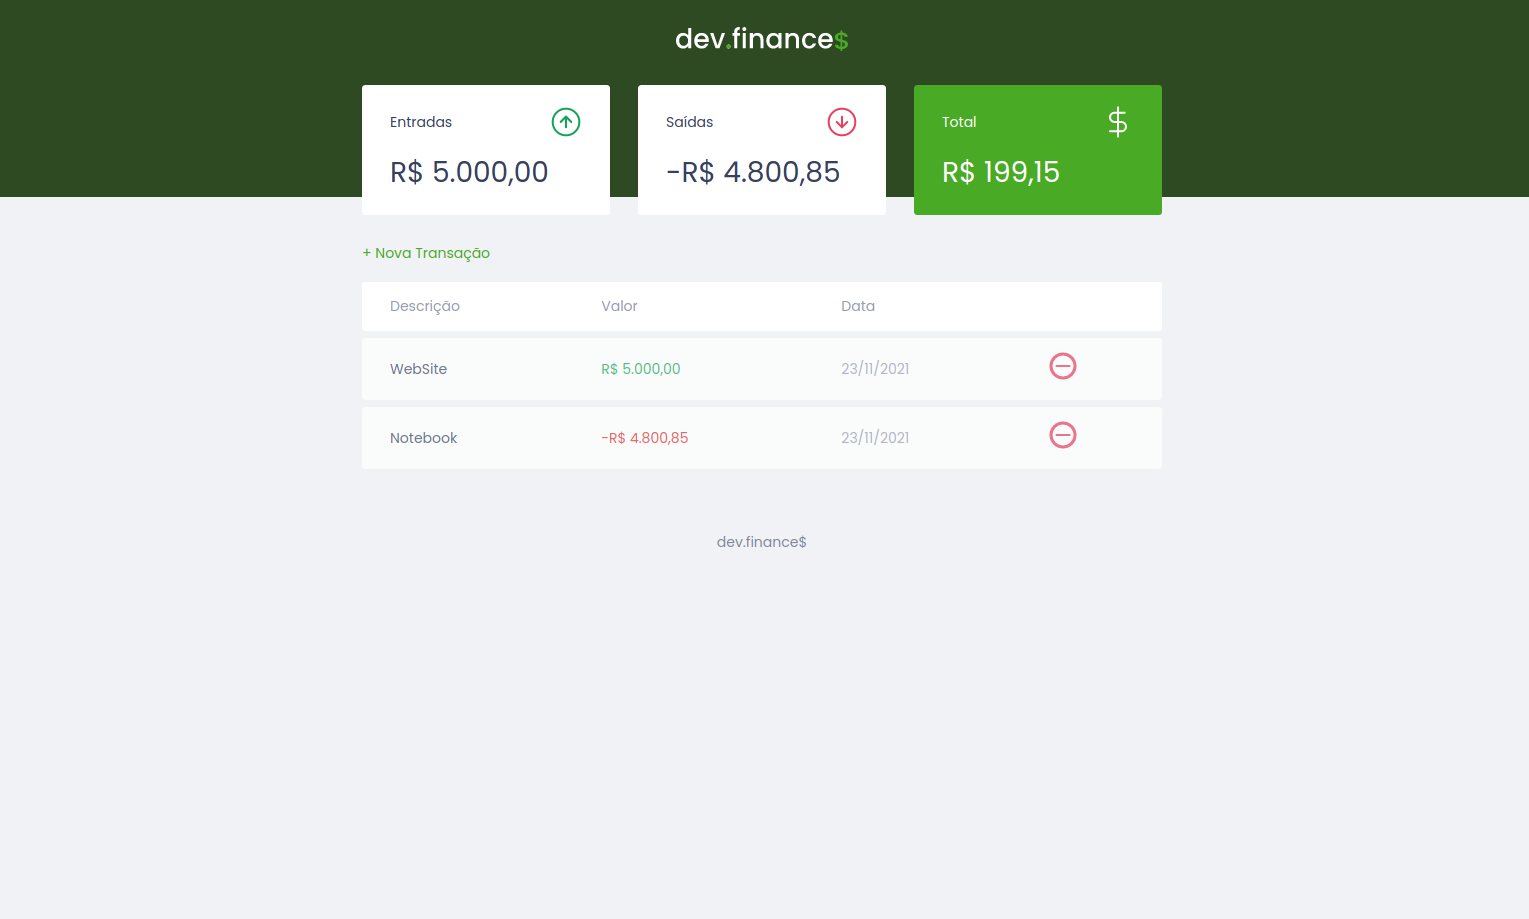 dev.finance$
Entradas
R$ 5.000,00
Saídas
-R$ 4.800,85
Total
$
R$ 199,15
+ Nova Transação
Descrição Valor Data
WebSite R$ 5.000,00 23/11/2021
Notebook -R$ 4.800,85 23/11/2021
dev.finance$